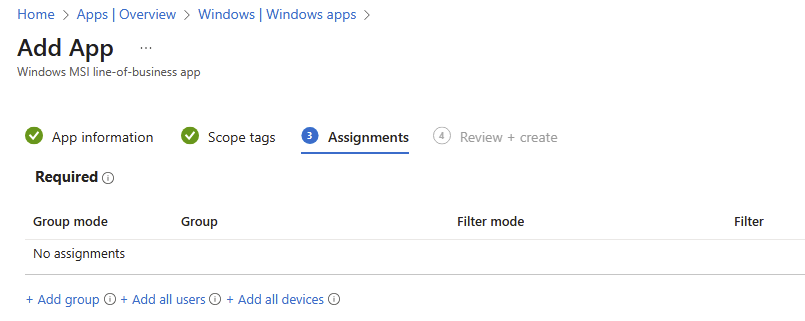 Home > Apps | Overview > Windows | Windows apps >
Add App ...
Windows MSI line-of-business app
App information Scope tags 3 Assignments 4 Review + create
Required
Group mode Group Filter mode Filter
No assignments
+ Add group + Add all users + Add all devices